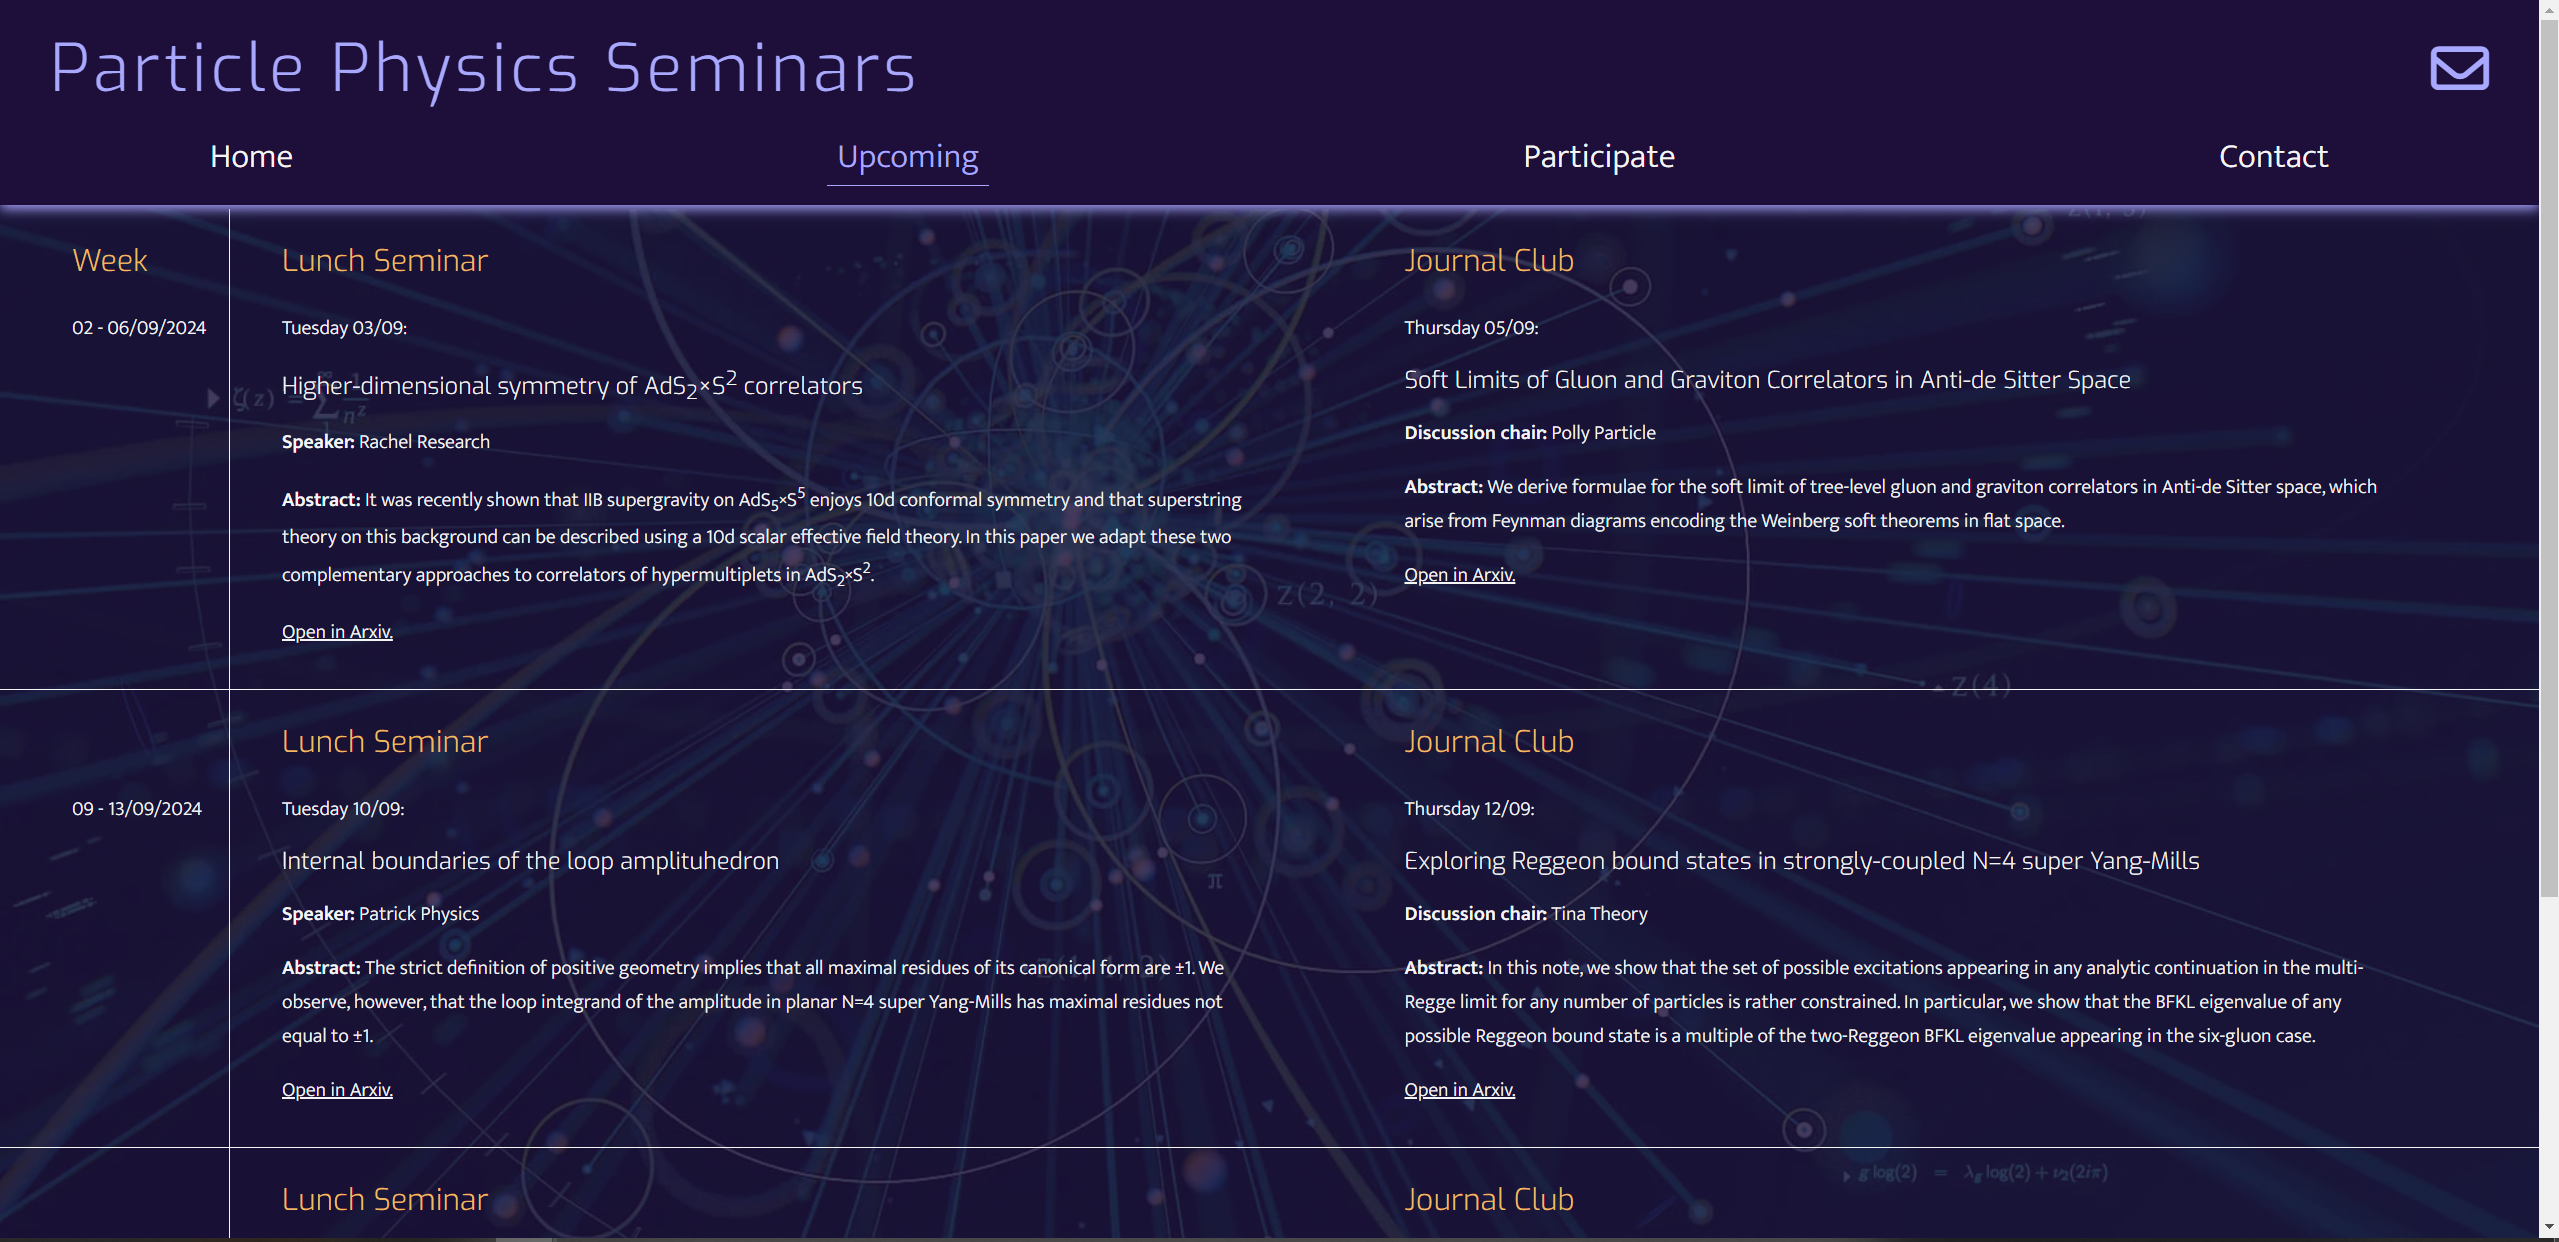 Particle Physics Seminars
Home
Upcoming
Participate
Contact
Week
02 - 06/09/2024
Lunch Seminar
Tuesday 03/09:
Higher-dimensional symmetry of AdS₂×S² correlators
Speaker: Rachel Research
Abstract: It was recently shown that IIB supergravity on AdS₅×S⁵ enjoys 10d conformal symmetry and that superstring
theory on this background can be described using a 10d scalar effective field theory. In this paper we adapt these two
complementary approaches to correlators of hypermultiplets in AdS₂×S².
Open in Arxiv.
Journal Club
Thursday 05/09:
Soft Limits of Gluon and Graviton Correlators in Anti-de Sitter Space
Discussion chair: Polly Particle
Abstract: We derive formulae for the soft limit of tree-level gluon and graviton correlators in Anti-de Sitter space, which
arise from Feynman diagrams encoding the Weinberg soft theorems in flat space.
Open in Arxiv.
z(2, 2)
z(4)
09 - 13/09/2024
Lunch Seminar
Tuesday 10/09:
Internal boundaries of the loop amplituhedron
Speaker: Patrick Physics
Abstract: The strict definition of positive geometry implies that all maximal residues of its canonical form are ±1. We
observe, however, that the loop integrand of the amplitude in planar N=4 super Yang-Mills has maximal residues not
equal to ±1.
Open in Arxiv.
π
Journal Club
Thursday 12/09:
Exploring Reggeon bound states in strongly-coupled N=4 super Yang-Mills
Discussion chair: Tina Theory
Abstract: In this note, we show that the set of possible excitations appearing in any analytic continuation in the multi-
Regge limit for any number of particles is rather constrained. In particular, we show that the BFKL eigenvalue of any
possible Reggeon bound state is a multiple of the two-Reggeon BFKL eigenvalue appearing in the six-gluon case.
Open in Arxiv.
Lunch Seminar
Journal Club